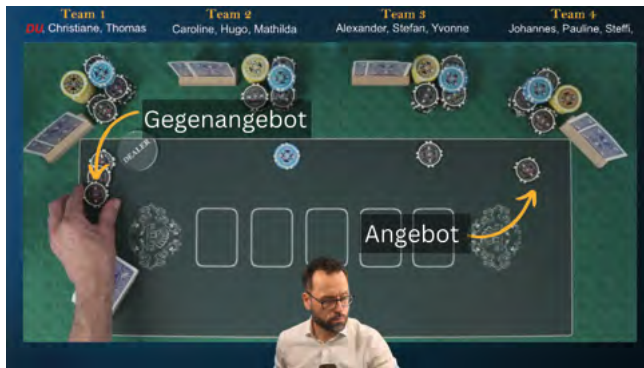 Team 1
Team 2
Team 3
Team 4
DU, Christiane, Thomas
Caroline, Hugo, Mathilda
Alexander, Stefan, Yvonne
Johannes, Pauline, Steffi,
Gegenangebot
DEALER
Angebot